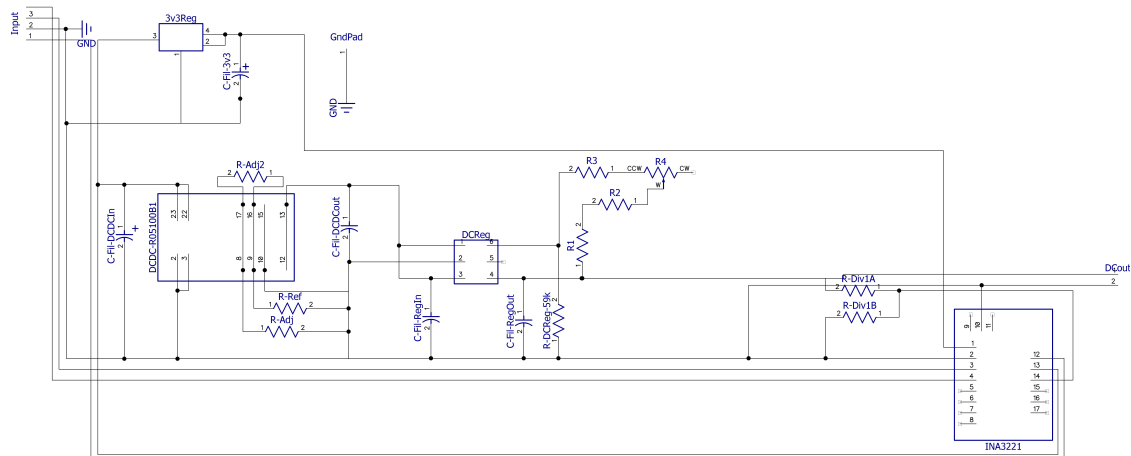 Input
3
2
1
GND
3v3Reg
3
4
2
1
C-Fil-3v3
1
2
+
GndPad
1
GND
R-Adj2
2
1
C-Fil-DCDCIn
1
2
+
DCDC-R05100B1
23
22
17
16
15
13
2
3
8
9
10
12
C-Fil-DCDCout
1
2
R-Ref
1
2
R-Adj
1
2
DCReg
1
6
2
5
3
4
C-Fil-RegIn
1
2
C-Fil-RegOut
1
2
R-DCReg-59k
2
1
R3
2
1
R4
CCW
CW
W
R2
2
1
R1
2
1
DCout
2
R-Div1A
2
1
R-Div1B
2
1
9
10
11
1
2
3
4
5
6
7
8
12
13
14
15
16
17
INA3221